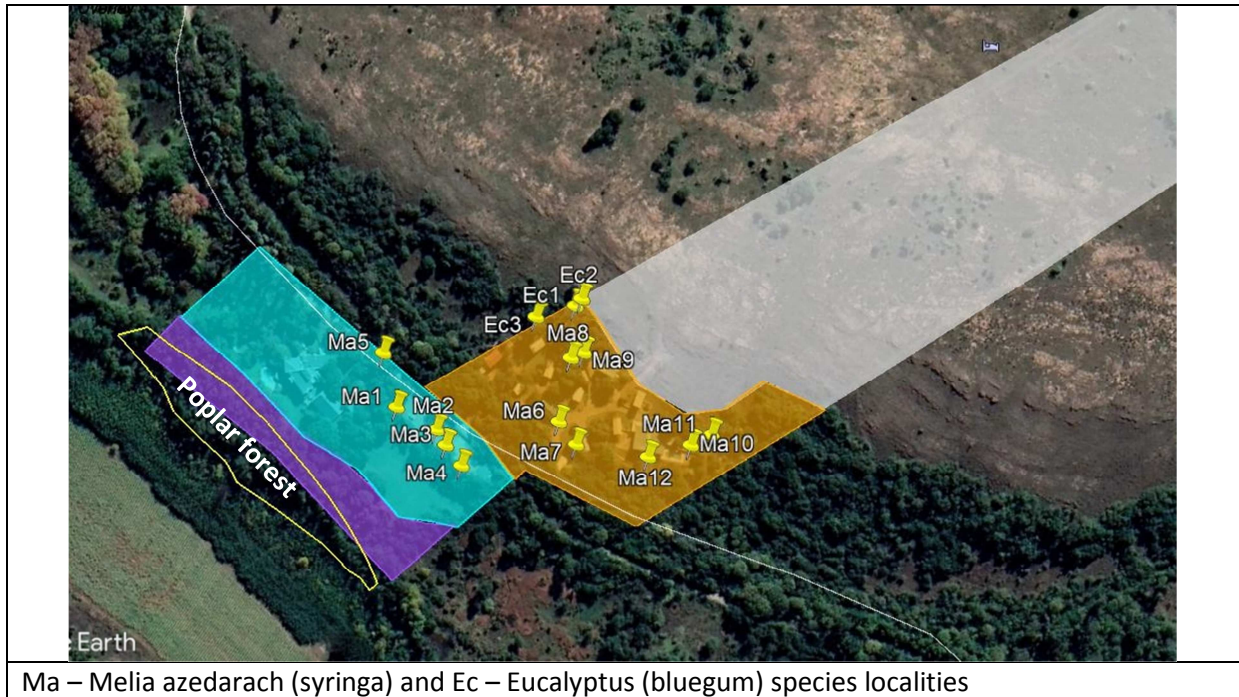 Ec2
Ec1
Ec3
Ma8
Ma5
Ma9
Ma1
Ma2
Ma6
Ma3
Ma11
Ma10
Ma7
Ma4
Ma12
Poplar forest
Earth
Ma – Melia azedarach (syringa) and Ec – Eucalyptus (bluegum) species localities